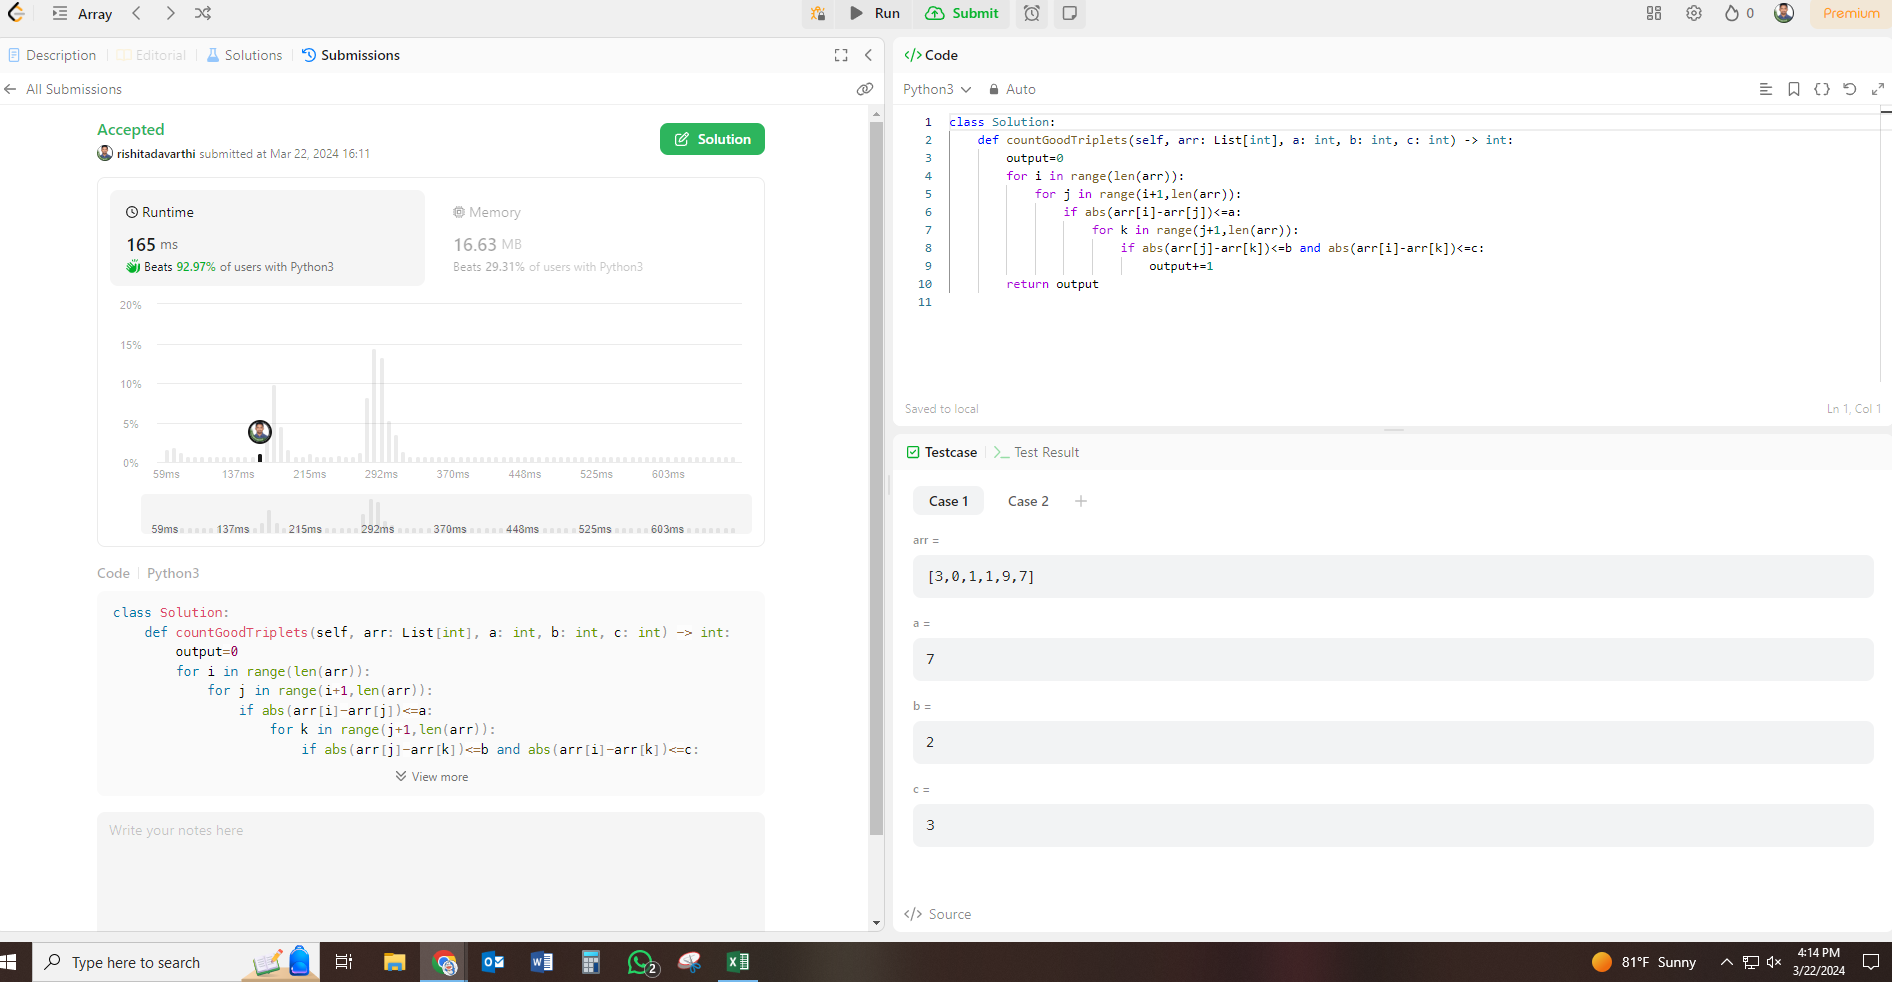 Array
Run
Submit
0
Premium
Description
Editorial
Solutions
Submissions
All Submissions
Accepted
rishitadavarthi submitted at Mar 22, 2024 16:11
Solution
Runtime
165 ms
Beats 92.97% of users with Python3
Memory
16.63 MB
Beats 29.31% of users with Python3
20%
15%
10%
5%
0%
59ms 137ms 215ms 292ms 370ms 448ms 525ms 603ms
59ms 137ms 215ms 292ms 370ms 448ms 525ms 603ms
Code Python3
class Solution:
    def countGoodTriplets(self, arr: List[int], a: int, b: int, c: int) -> int:
        output=0
        for i in range(len(arr)):
            for j in range(i+1,len(arr)):
                if abs(arr[i]-arr[j])<=a:
                    for k in range(j+1,len(arr)):
                        if abs(arr[j]-arr[k])<=b and abs(arr[i]-arr[k])<=c:
View more
Write your notes here
</> Code
Python3
Auto
1 class Solution:
2     def countGoodTriplets(self, arr: List[int], a: int, b: int, c: int) -> int:
3         output=0
4         for i in range(len(arr)):
5             for j in range(i+1,len(arr)):
6                 if abs(arr[i]-arr[j])<=a:
7                     for k in range(j+1,len(arr)):
8                         if abs(arr[j]-arr[k])<=b and abs(arr[i]-arr[k])<=c:
9                             output+=1
10         return output
11
Saved to local
Ln 1, Col 1
Testcase
Test Result
Case 1
Case 2
+
arr =
[3,0,1,1,9,7]
a =
7
b =
2
c =
3
</> Source
Type here to search
2
81°F Sunny
4:14 PM
3/22/2024